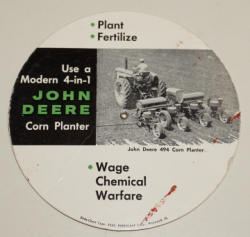 • Plant
• Fertilize
Use a
Modern 4-in-1
JOHN
DEERE
Corn Planter
John Deere 494 Corn Planter
• Wage
Chemical
Warfare